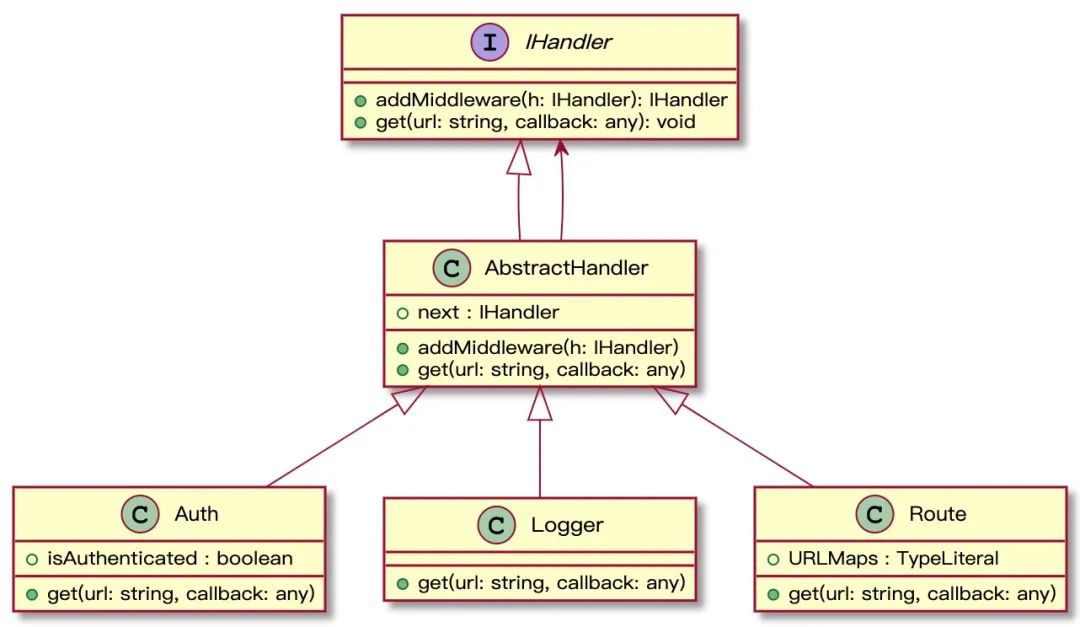 I IHandler
addMiddleware(h: IHandler): IHandler
get(url: string, callback: any): void
C AbstractHandler
next : IHandler
addMiddleware(h: IHandler)
get(url: string, callback: any)
C Auth
isAuthenticated : boolean
get(url: string, callback: any)
C Logger
get(url: string, callback: any)
C Route
URLMaps : TypeLiteral
get(url: string, callback: any)